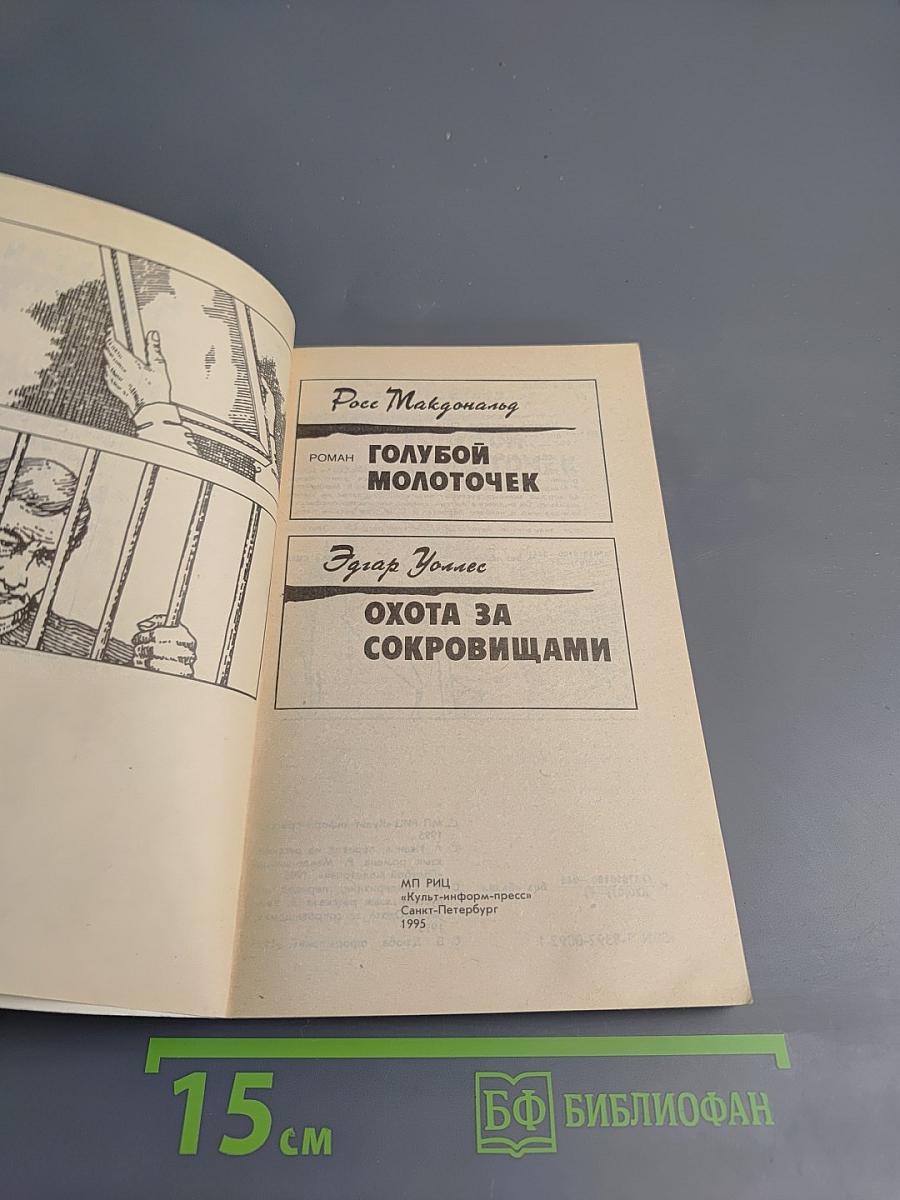 Росс Макдональд
РОМАН ГОЛУБОЙ
МОЛОТОЧЕК
Эдгар Уоллес
ОХОТА ЗА
СОКРОВИЩАМИ
МП РИЦ
«Культ-информ-пресс»
Санкт-Петербург
1995
15 см
БФ БИБЛИОФАН